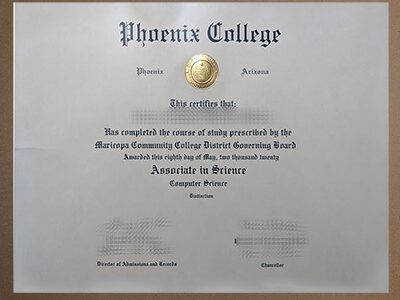 Phoenix College
Phoenix Arizona
This certifies that:
Has completed the course of study prescribed by the
Maricopa Community College District Governing Board
Awarded this eighth day of May, two thousand twenty
Associate in Science
Computer Science
Distinction
Director of Admissions and Records Chancellor